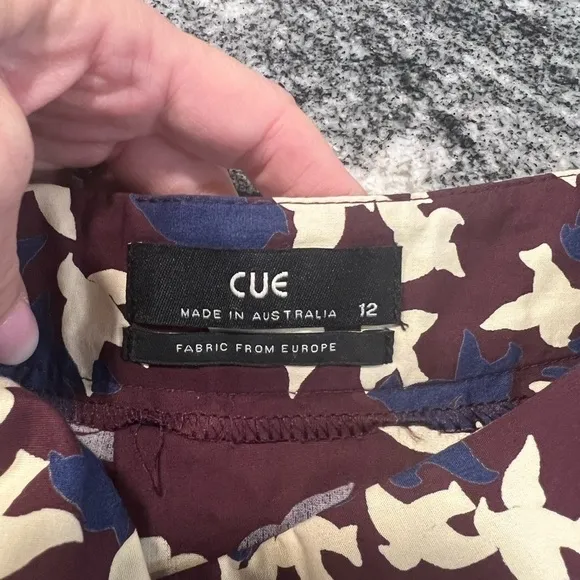 CUE
MADE IN AUSTRALIA 12
FABRIC FROM EUROPE